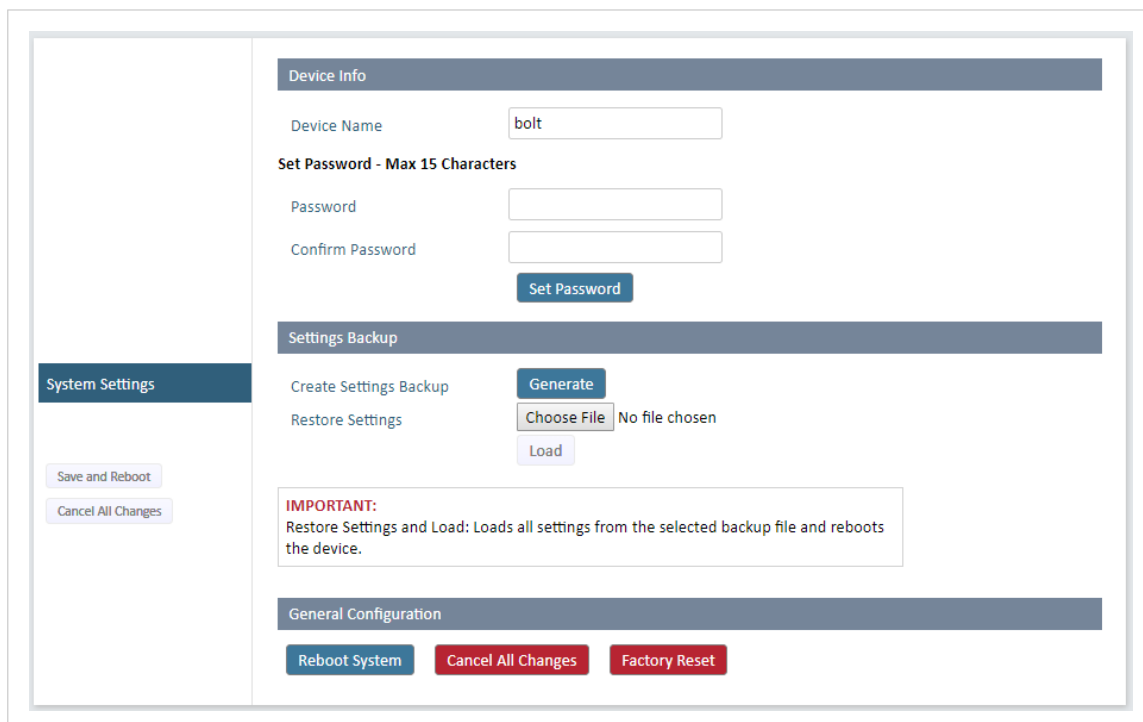 Device Info
Device Name
bolt
Set Password - Max 15 Characters
Password
Confirm Password
Set Password
Settings Backup
System Settings
Create Settings Backup
Generate
Restore Settings
Choose File No file chosen
Load
Save and Reboot
Cancel All Changes
IMPORTANT:
Restore Settings and Load: Loads all settings from the selected backup file and reboots
the device.
General Configuration
Reboot System
Cancel All Changes
Factory Reset